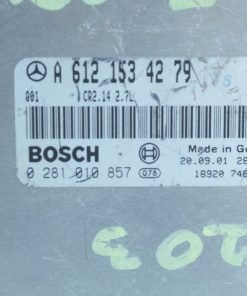 A 612 153 42 79
Q01 CR2.14 2.7L
Made in Ge
BOSCH
20.09.01 28
0 281 010 857 078
18920 746